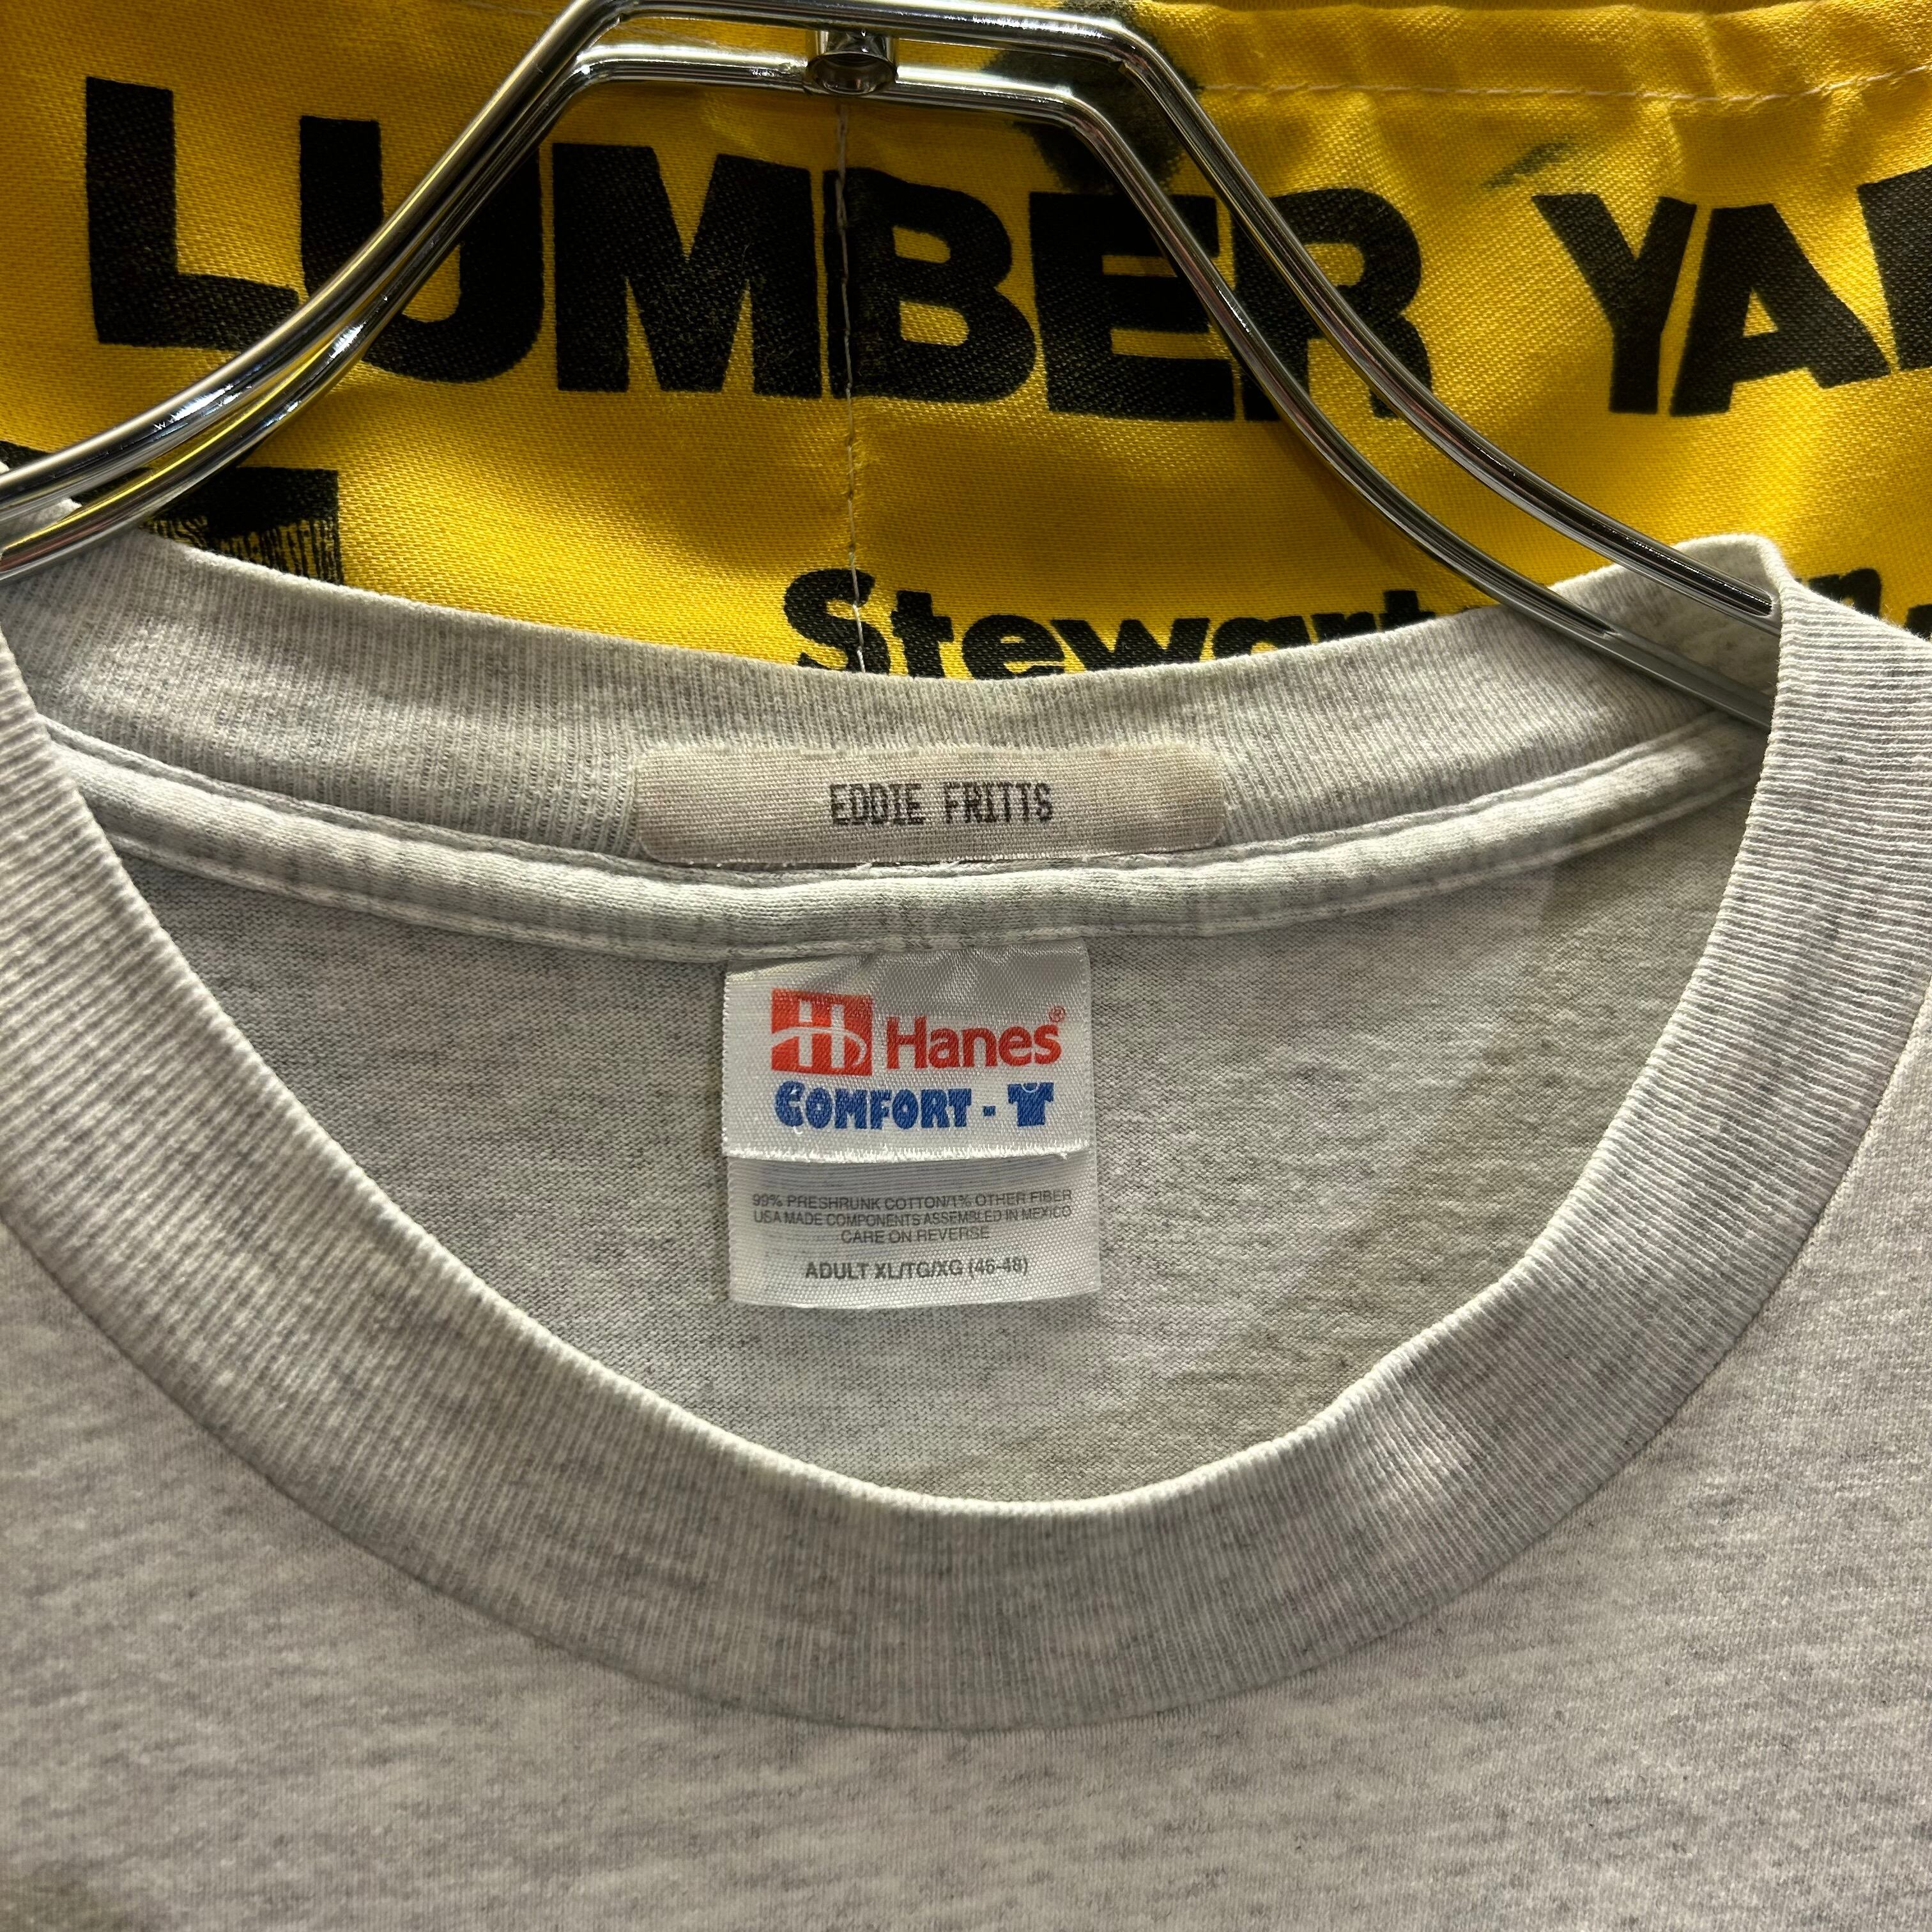 LUMBER YA
Stewart
EDDIE FRITTS
Hanes®
COMFORT-T
99% PRESHRUNK COTTON/1% OTHER FIBER
USA MADE COMPONENTS ASSEMBLED IN MEXICO
CARE ON REVERSE
ADULT XL/TG/XG (46-48)